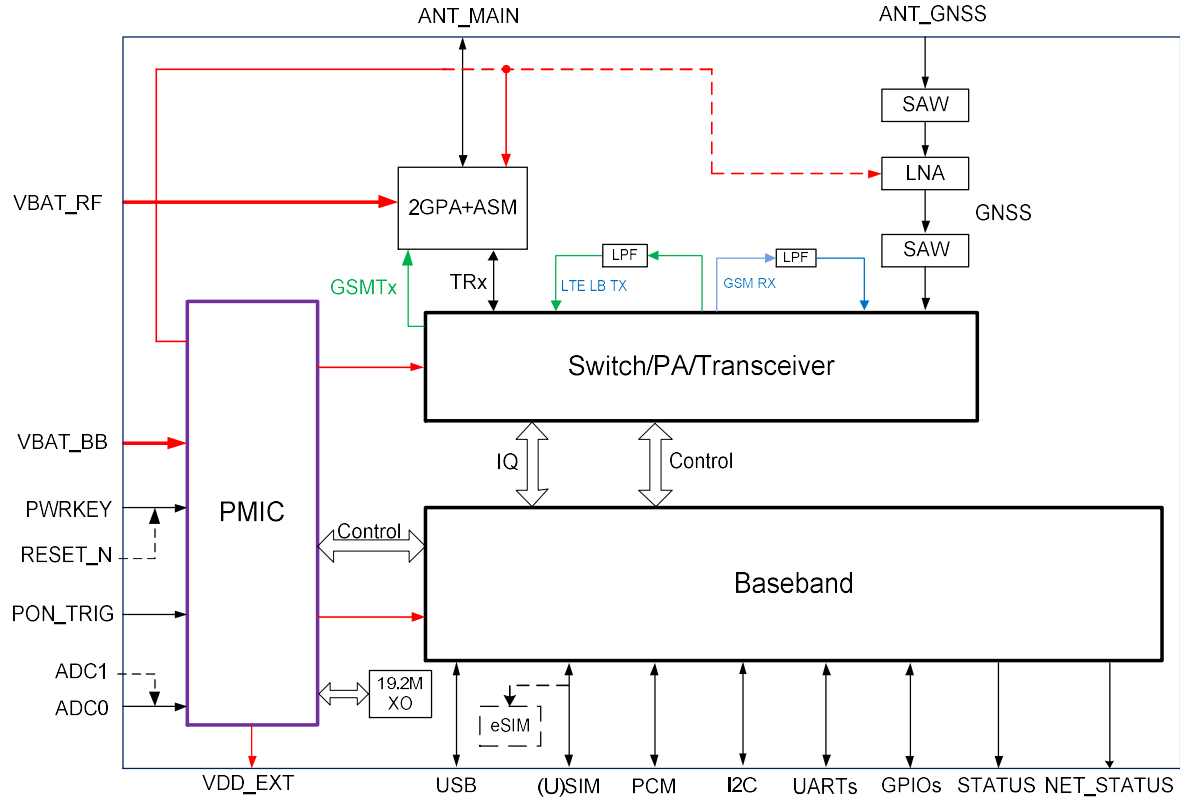 ANT_MAIN
ANT_GNSS
SAW
LNA
VBAT_RF
2GPA+ASM
GNSS
SAW
LPF
LPF
GSMTx
TRx
LTE LB TX
GSM RX
Switch/PA/Transceiver
VBAT_BB
IQ
Control
PWRKEY
PMIC
Control
RESET_N
Baseband
PON_TRIG
ADC1
19.2M
XO
ADC0
eSIM
VDD_EXT
USB
(U)SIM
PCM
I2C
UARTs
GPIOs
STATUS
NET_STATUS